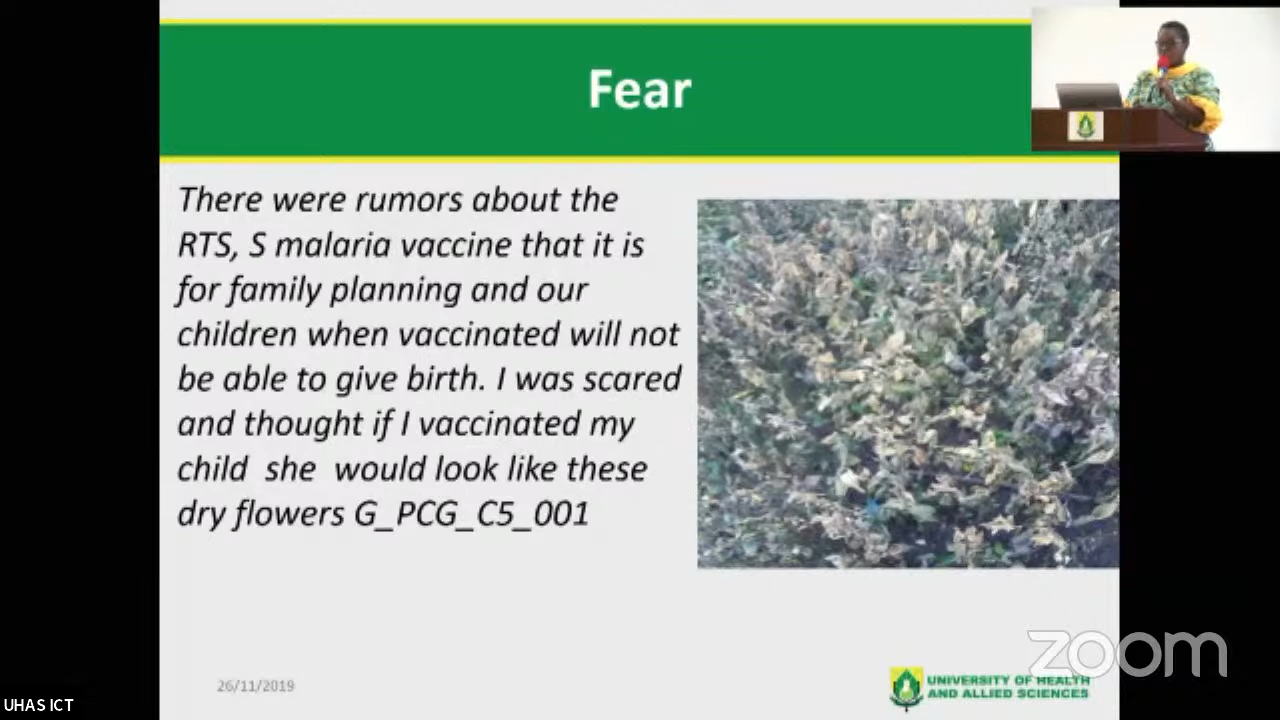 Fear
There were rumors about the
RTS, S malaria vaccine that it is
for family planning and our
children when vaccinated will not
be able to give birth. I was scared
and thought if I vaccinated my
child she would look like these
dry flowers G_PCG_C5_001
26/11/2019
UNIVERSITY OF HEALTH
AND ALLIED SCIENCES
zoom
UHAS ICT